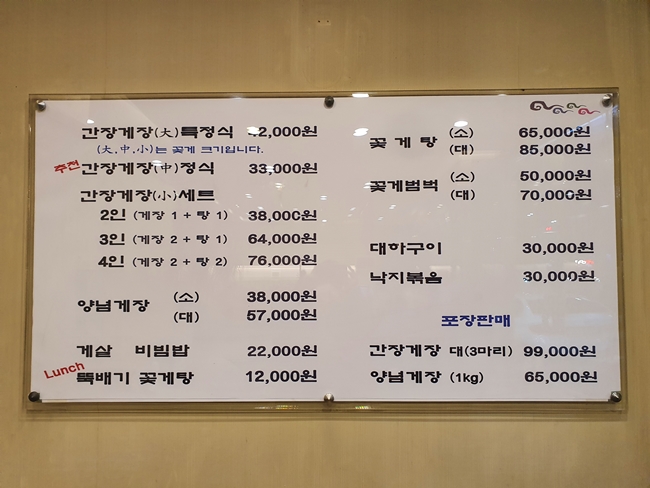 간장게장(大) 특정식 42,000원
(大,中,小)는 꽃게 크기입니다.
추천 간장게장(中) 정식 33,000원
간장게장(小) 세트
2인 (게장 1 + 탕 1) 38,000원
3인 (게장 2 + 탕 1) 64,000원
4인 (게장 2 + 탕 2) 76,000원
양념게장 (소) 38,000원
(대) 57,000원
게살 비빔밥 22,000원
Lunch 뚝배기 꽃게탕 12,000원
꽃게탕 (소) 65,000원
(대) 85,000원
꽃게범벅 (소) 50,000원
(대) 70,000원
대하구이 30,000원
낙지볶음 30,000원
포장판매
간장게장 대(3마리) 99,000원
양념게장 (1kg) 65,000원